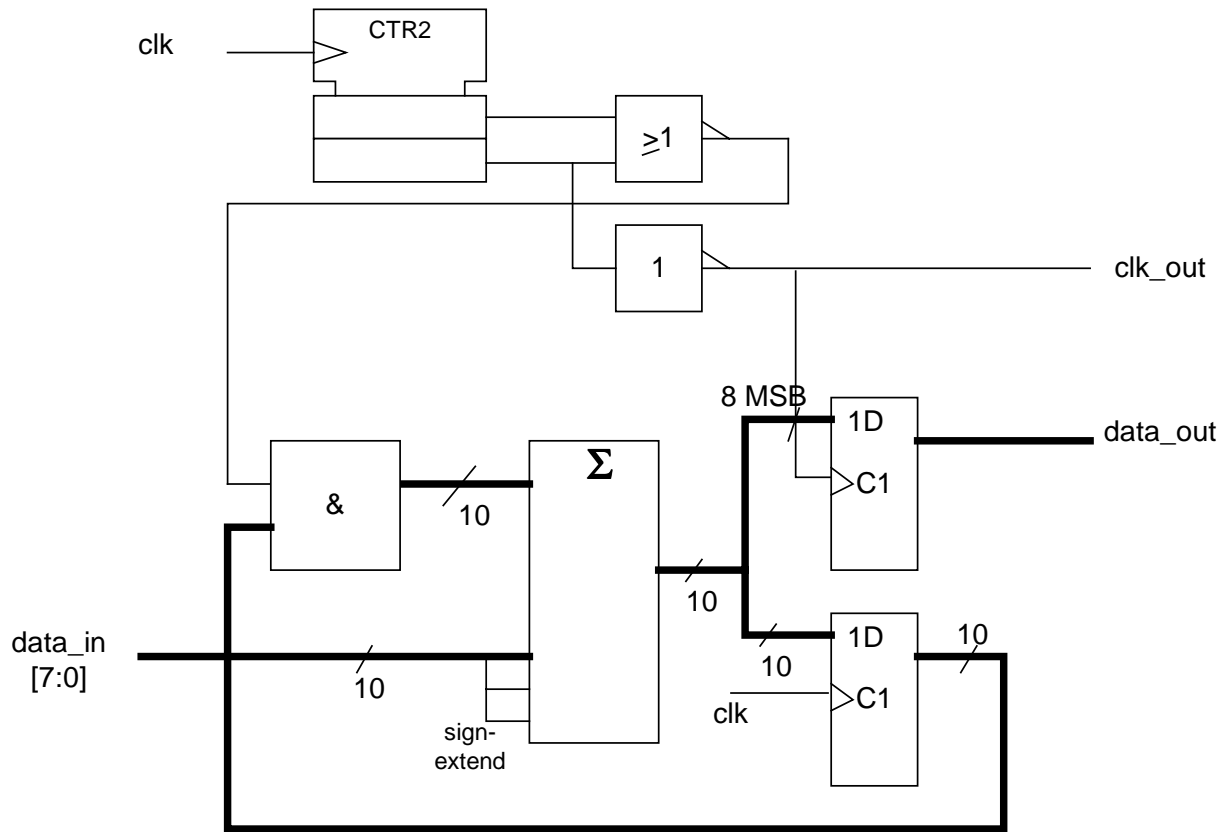 CTR2
clk
≥1
1
clk_out
8 MSB
1D
data_out
Σ
&
10
C1
10
data_in
[7:0]
10
10
1D
10
C1
clk
sign-
extend